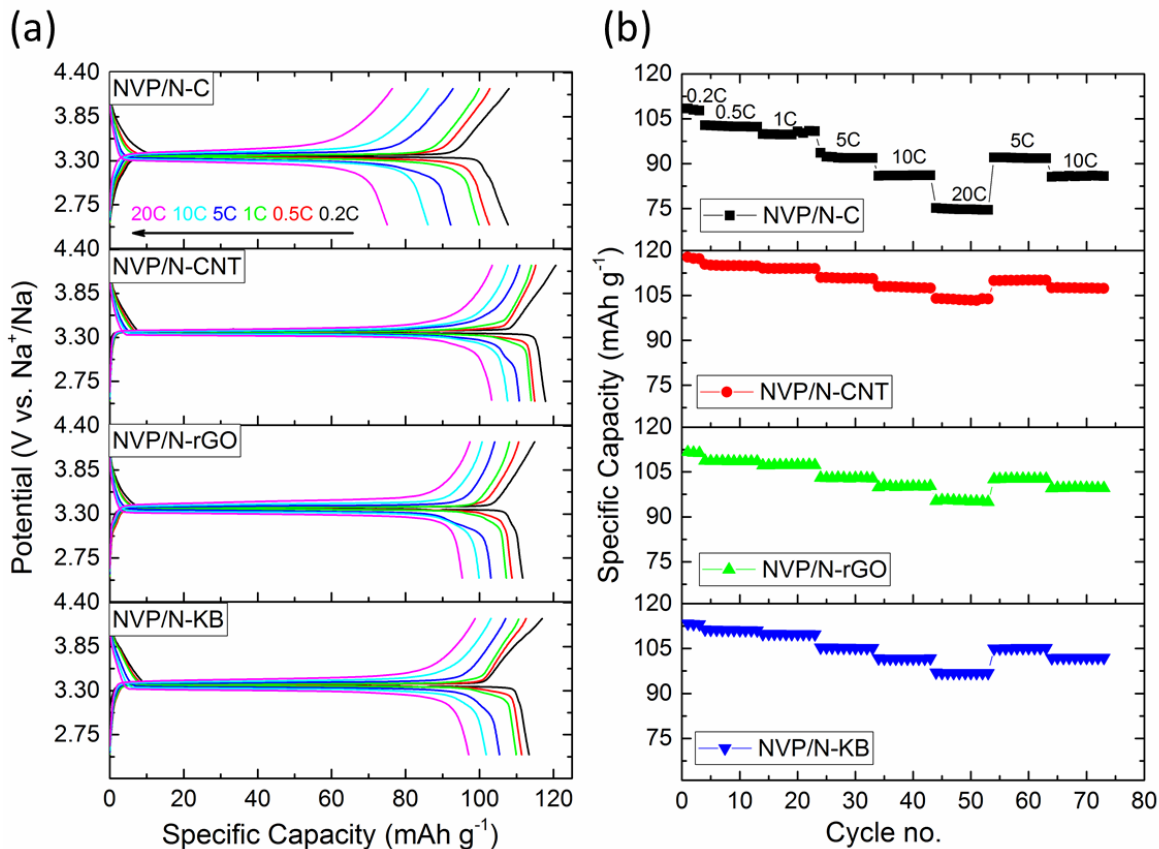 (a)
4.40
3.85
3.30
2.75
4.40
3.85
3.30
2.75
4.40
3.85
3.30
2.75
4.40
3.85
3.30
2.75
Potential (V vs. Na⁺/Na)
NVP/N-C
20C 10C 5C 1C 0.5C 0.2C
NVP/N-CNT
NVP/N-rGO
NVP/N-KB
0 20 40 60 80 100 120
Specific Capacity (mAh g⁻¹)
(b)
120
105
90
75
120
105
90
75
120
105
90
75
120
105
90
75
Specific Capacity (mAh g⁻¹)
0.2C
0.5C
1C
5C
10C
20C
5C
10C
NVP/N-C
NVP/N-CNT
NVP/N-rGO
NVP/N-KB
0 10 20 30 40 50 60 70 80
Cycle no.